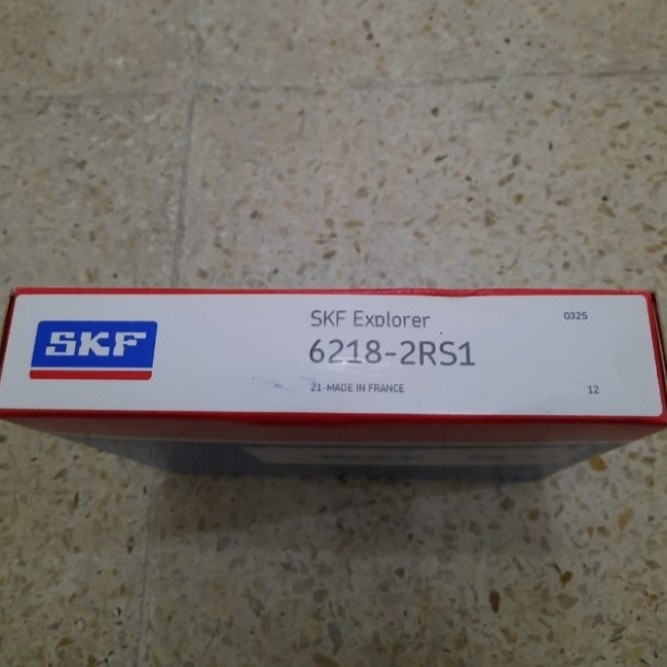 SKF
SKF Explorer
0325
6218-2RS1
21-MADE IN FRANCE
12